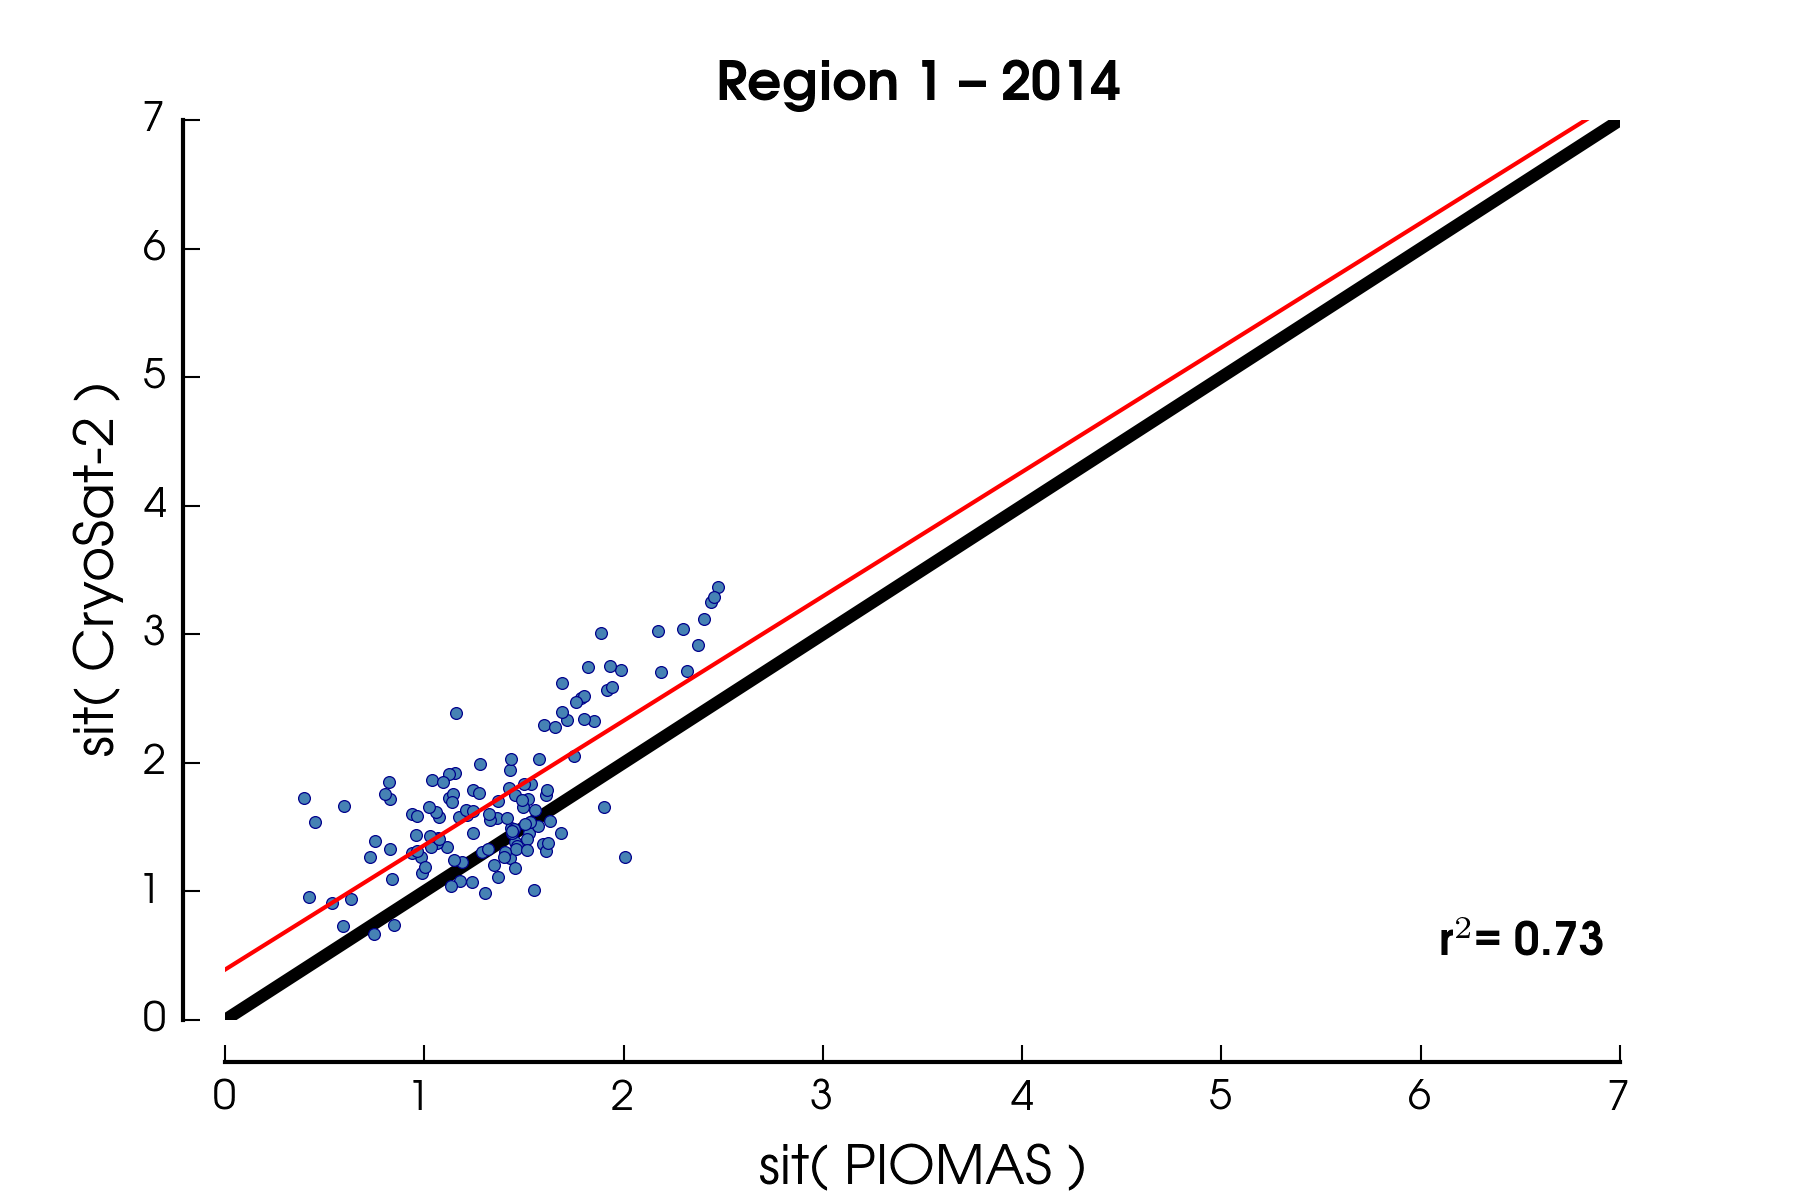 Region 1 – 2014
7
6
5
4
3
2
1
0
sit( CryoSat-2 )
r²= 0.73
0 1 2 3 4 5 6 7
sit( PIOMAS )